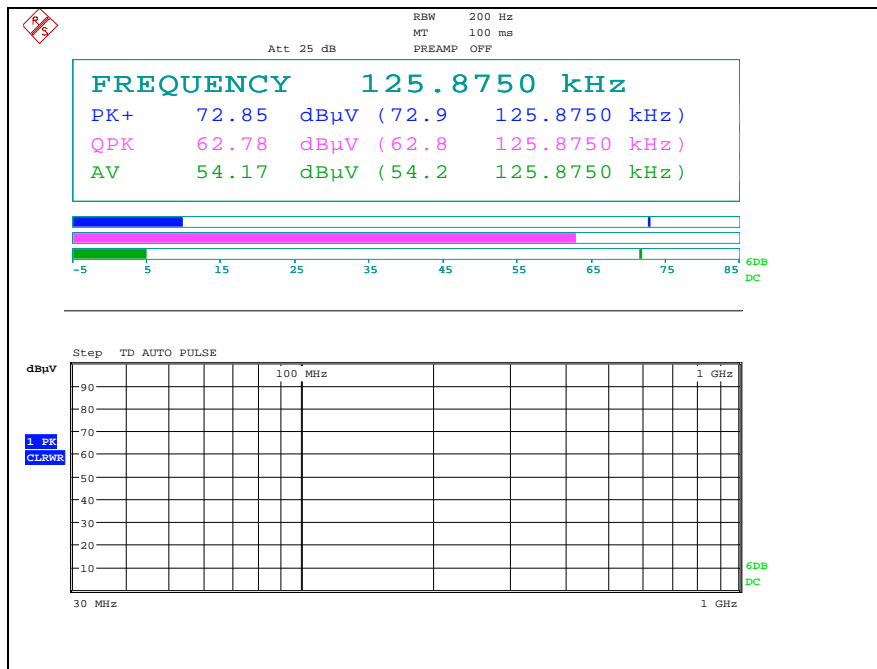 R S
RBW 200 Hz
MT 100 ms
Att 25 dB PREAMP OFF
FREQUENCY 125.8750 kHz
PK+ 72.85 dBµV (72.9 125.8750 kHz)
QPK 62.78 dBµV (62.8 125.8750 kHz)
AV 54.17 dBµV (54.2 125.8750 kHz)
-5 5 15 25 35 45 55 65 75 85
6DB
DC
Step TD AUTO PULSE
dBµV
100 MHz 1 GHz
90
80
70
1 PK
60
CLRWR
50
40
30
20
10
6DB
DC
30 MHz 1 GHz